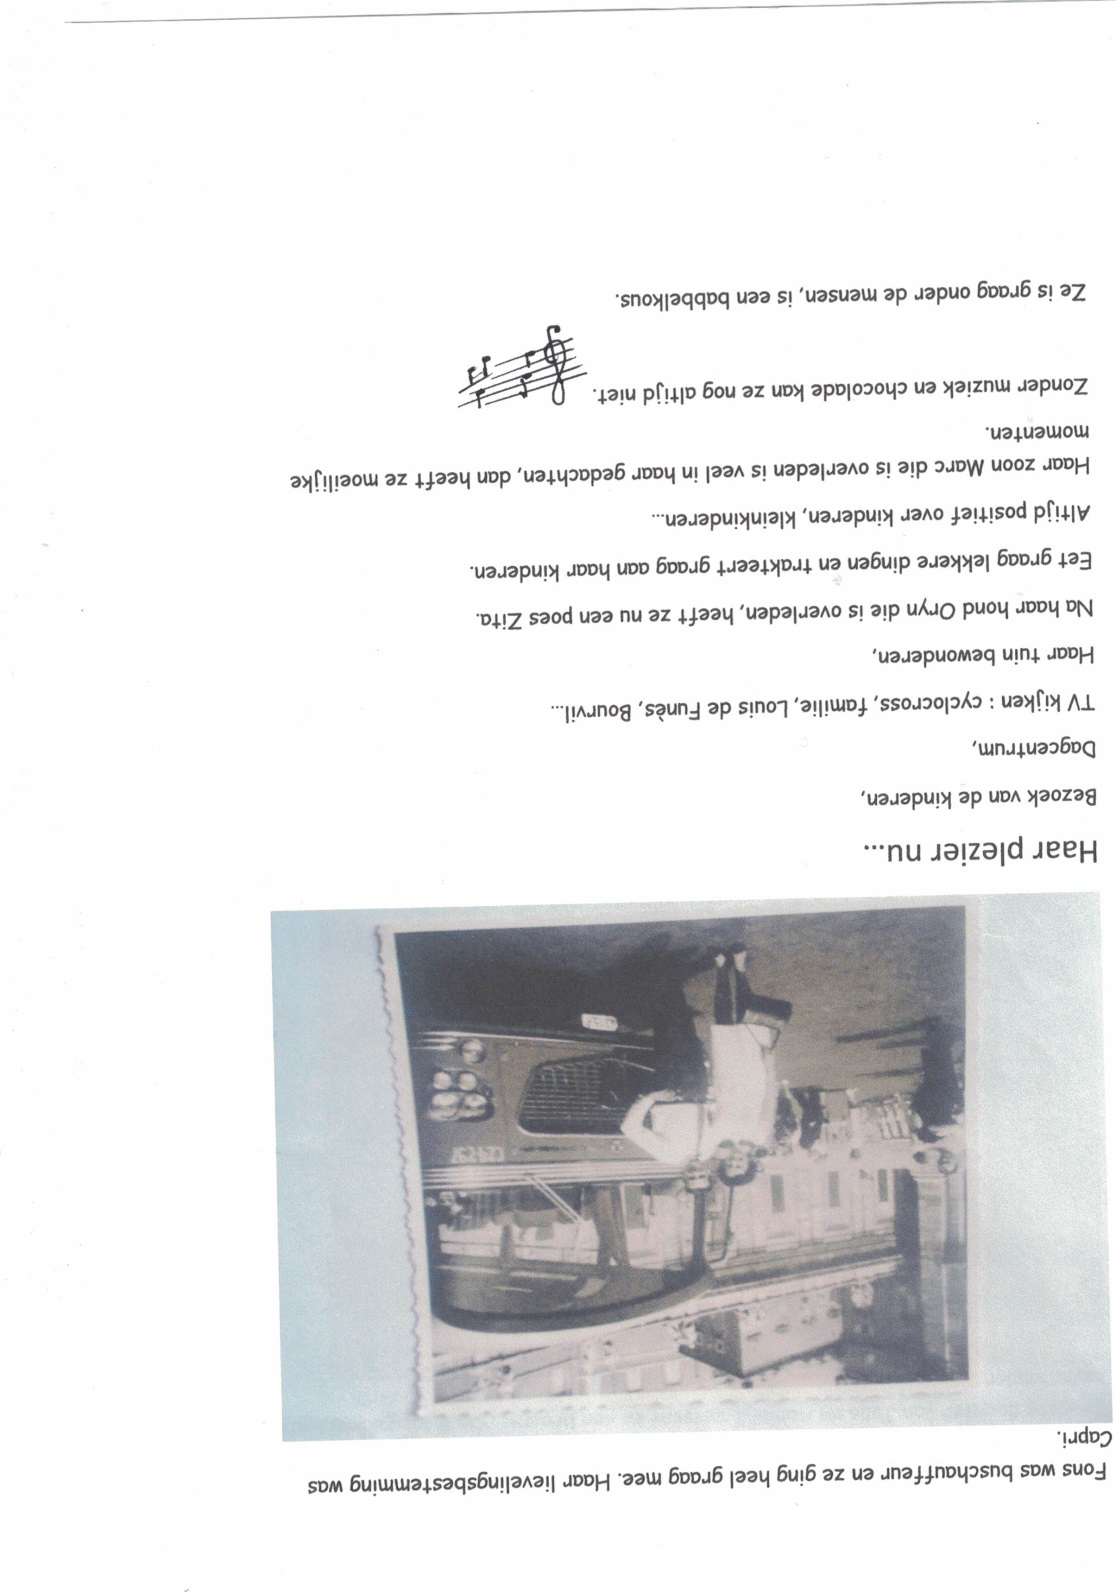 Fons was buschauffeur en ze ging heel graag mee. Haar lievelingsbestemming was
Capri.
Haar plezier nu...
Bezoek van de kinderen,
Dagcentrum,
TV kijken : cyclocross, familie, Louis de Funès, Bourvil...
Haar tuin bewonderen,
Na haar hond Oryn die is overleden, heeft ze nu een poes Zita.
Eet graag lekkere dingen en trakteert graag aan haar kinderen.
Altijd positief over kinderen, kleinkinderen...
Haar zoon Marc die is overleden is veel in haar gedachten, dan heeft ze moeilijke
momenten.
Zonder muziek en chocolade kan ze nog altijd niet.
Ze is graag onder de mensen, is een babbelkous.